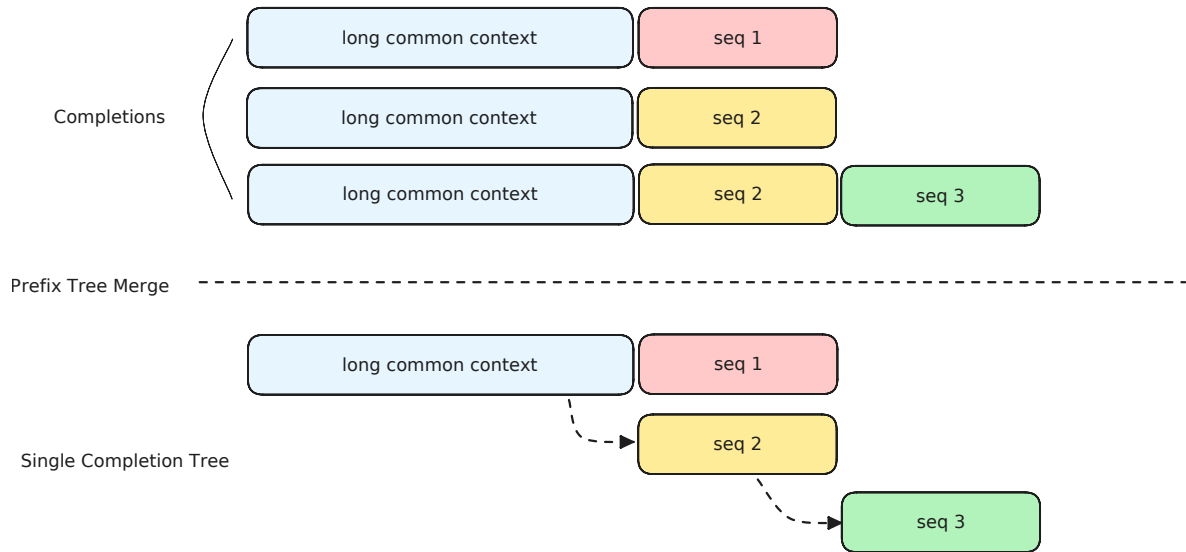 long common context seq 1
Completions long common context seq 2
long common context seq 2 seq 3
Prefix Tree Merge
long common context seq 1
seq 2
Single Completion Tree
seq 3